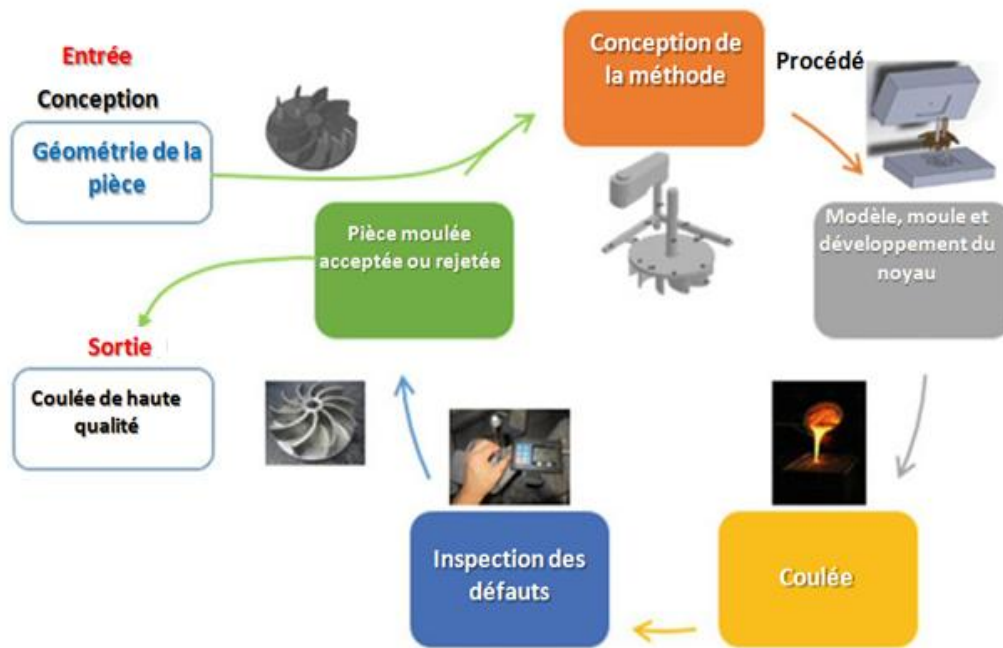 Entrée
Conception
Géométrie de la
pièce
Conception de
la méthode
Procédé
Modèle, moule et
développement du
noyau
Coulée
Inspection des
défauts
Pièce moulée
acceptée ou rejetée
Sortie
Coulée de haute
qualité